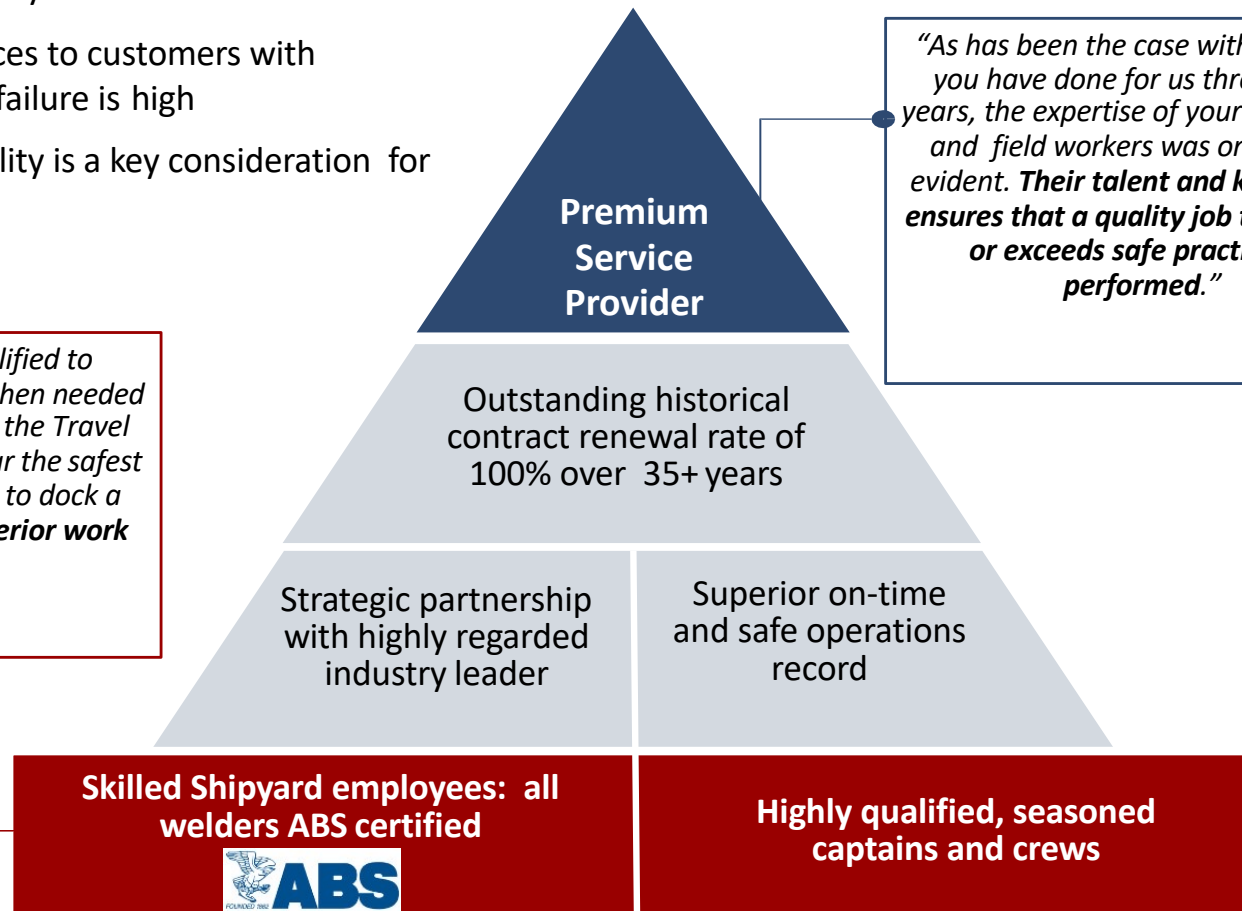 ces to customers with
failure is high
lity is a key consideration for
Premium
Service
Provider
"As has been the case with
you have done for us thr
years, the expertise of your
and field workers was or
evident. Their talent and k
ensures that a quality job t
or exceeds safe pract
performed."
lified to
hen needed
the Travel
r the safest
to dock a
erior work
Outstanding historical
contract renewal rate of
100% over 35+ years
Strategic partnership
with highly regarded
industry leader
Superior on-time
and safe operations
record
Skilled Shipyard employees: all
welders ABS certified
ABS
FOUNDED 1862
Highly qualified, seasoned
captains and crews